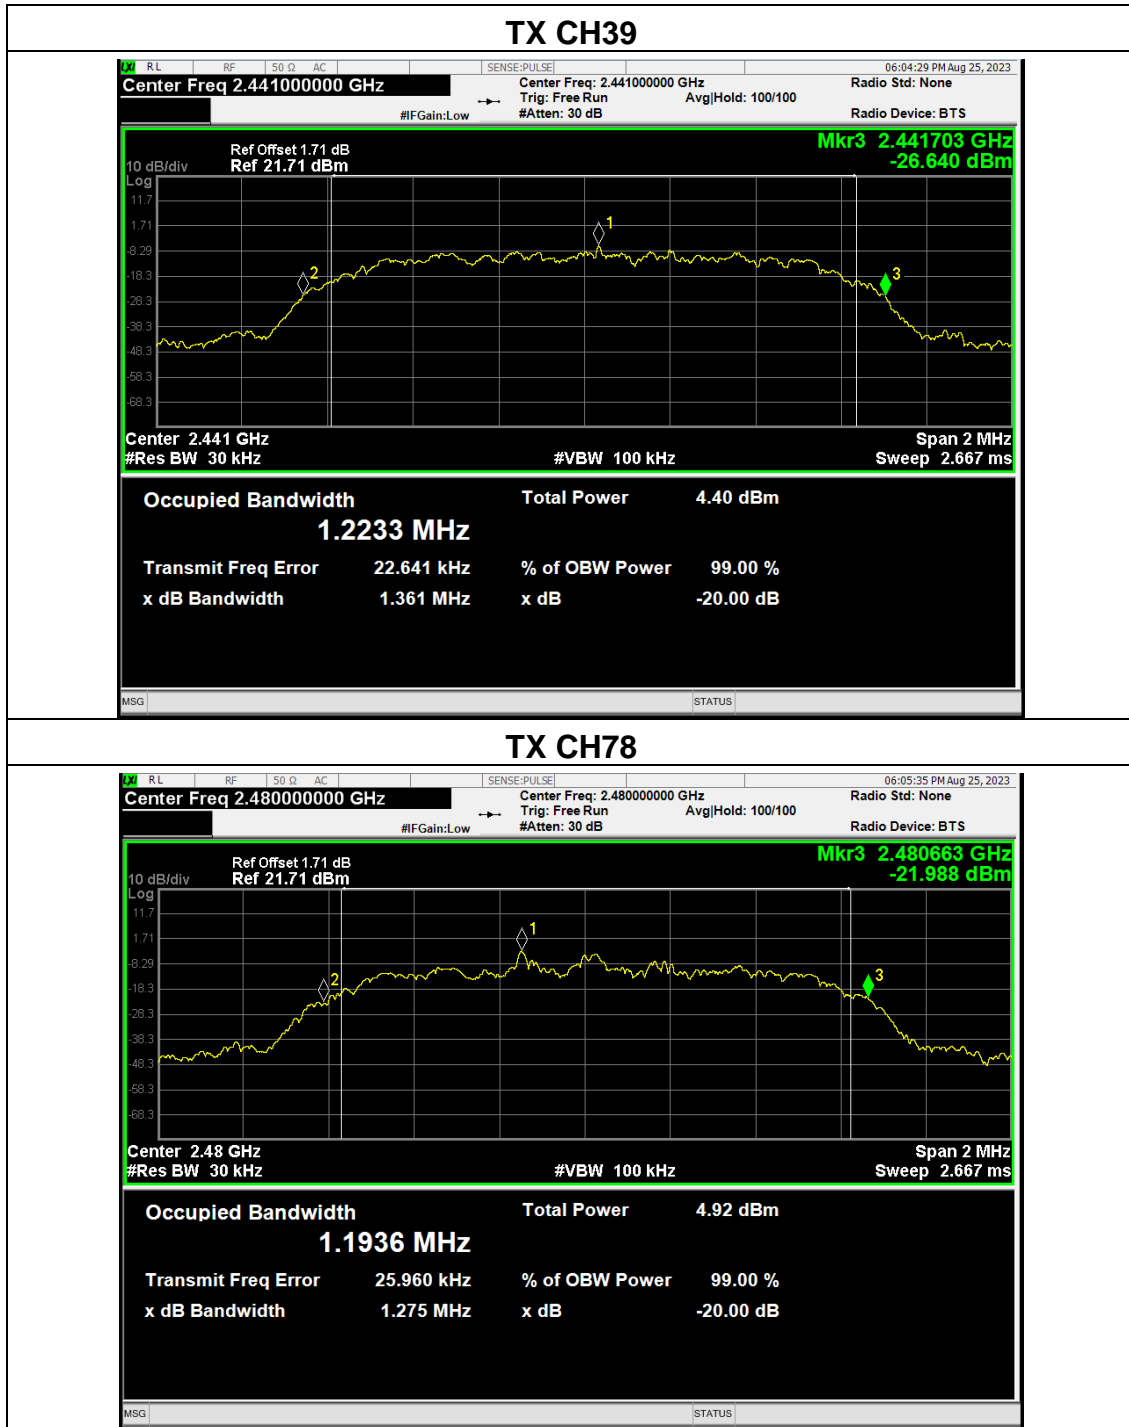 TX CH39
LXI RL RF 50 Ω AC SENSE:PULSE 06:04:29 PM Aug 25, 2023
Center Freq 2.441000000 GHz Center Freq: 2.441000000 GHz Radio Std: None
Trig: Free Run Avg|Hold: 100/100
#IFGain:Low #Atten: 30 dB Radio Device: BTS
Mkr3 2.441703 GHz
-26.640 dBm
Ref Offset 1.71 dB
10 dB/div Ref 21.71 dBm
Log
11.7
1.71
-8.29
-18.3
-28.3
-38.3
-48.3
-58.3
-68.3
1
2
3
Center 2.441 GHz Span 2 MHz
#Res BW 30 kHz #VBW 100 kHz Sweep 2.667 ms
Occupied Bandwidth Total Power 4.40 dBm
1.2233 MHz
Transmit Freq Error 22.641 kHz % of OBW Power 99.00 %
x dB Bandwidth 1.361 MHz x dB -20.00 dB
MSG STATUS
TX CH78
LXI RL RF 50 Ω AC SENSE:PULSE 06:05:35 PM Aug 25, 2023
Center Freq 2.480000000 GHz Center Freq: 2.480000000 GHz Radio Std: None
Trig: Free Run Avg|Hold: 100/100
#IFGain:Low #Atten: 30 dB Radio Device: BTS
Mkr3 2.480663 GHz
-21.988 dBm
Ref Offset 1.71 dB
10 dB/div Ref 21.71 dBm
Log
11.7
1.71
-8.29
-18.3
-28.3
-38.3
-48.3
-58.3
-68.3
1
2
3
Center 2.48 GHz Span 2 MHz
#Res BW 30 kHz #VBW 100 kHz Sweep 2.667 ms
Occupied Bandwidth Total Power 4.92 dBm
1.1936 MHz
Transmit Freq Error 25.960 kHz % of OBW Power 99.00 %
x dB Bandwidth 1.275 MHz x dB -20.00 dB
MSG STATUS